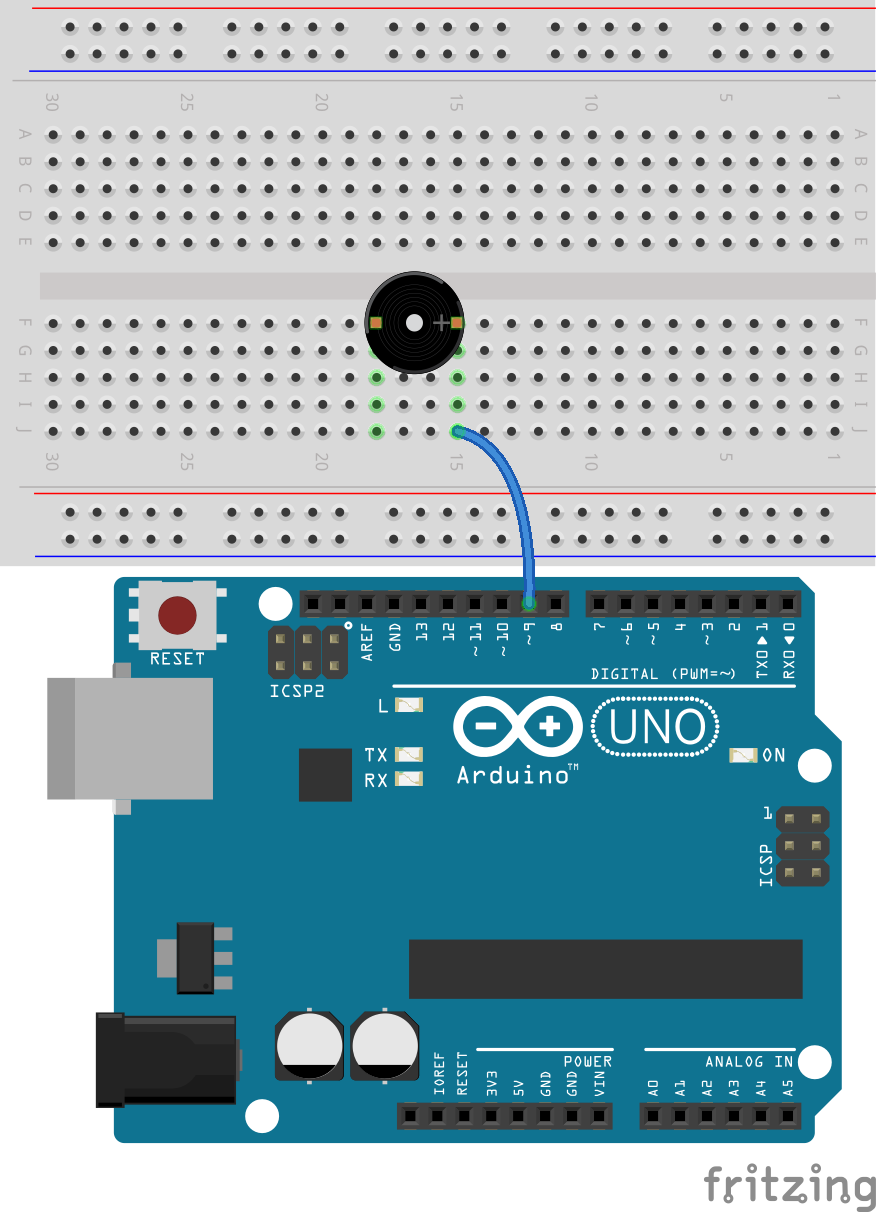 30 25 20 15 10 5 1
A A
B B
C C
D D
E E
F F
G G
H H
I I
J J
30 25 20 15 10 5 1
+
RESET
ICSP2
AREF GND 13 12 ~11 ~10 ~9 8 7 ~6 ~5 4 ~3 2 TX0▶1 RX0◀0
DIGITAL (PWM=~)
L
TX
RX
UNO
Arduino™
ON
1
ICSP
POWER
ANALOG IN
IOREF RESET 3V3 5V GND GND VIN A0 A1 A2 A3 A4 A5
fritzing